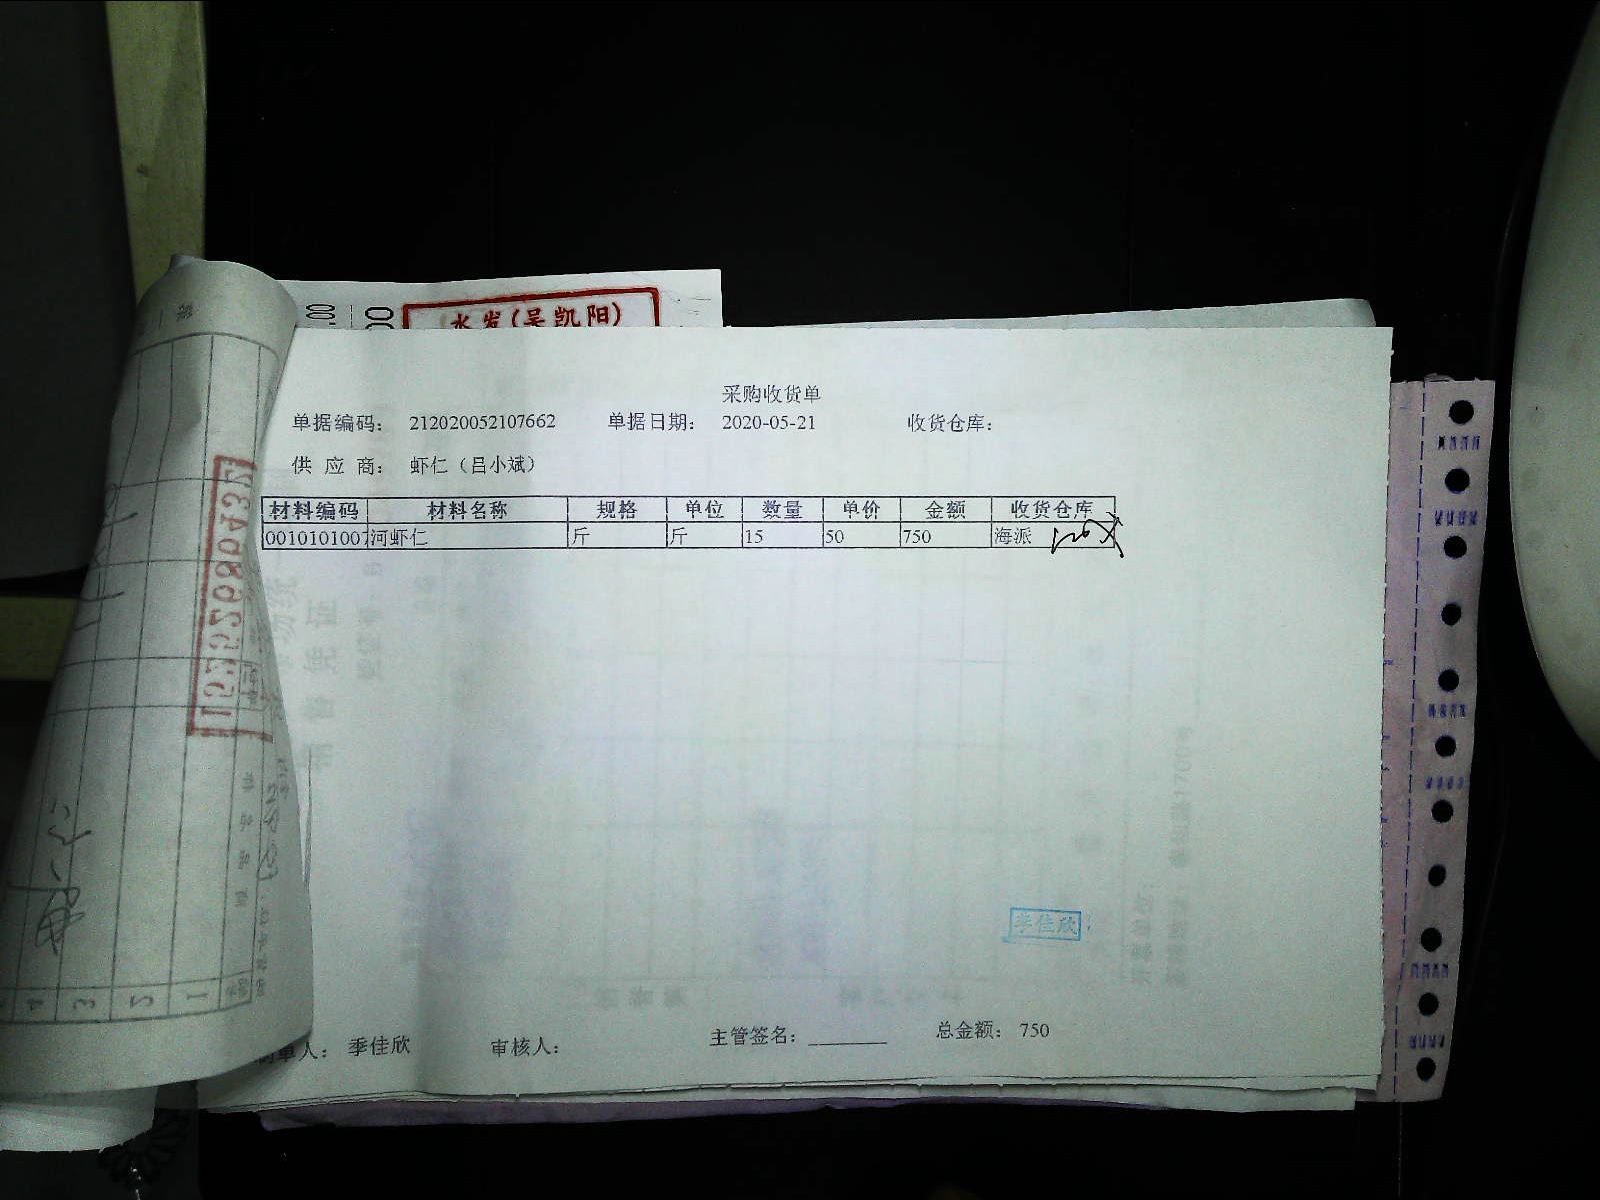 水发(吴凯阳)
采购收货单
单据编码： 212020052107662 单据日期： 2020-05-21 收货仓库：
供 应 商： 虾仁（吕小斌）
材料编码 材料名称 规格 单位 数量 单价 金额 收货仓库
0010101007 河虾仁 斤 斤 15 50 750 海派
季佳欣
制单人： 季佳欣 审核人： 主管签名：________ 总金额： 750